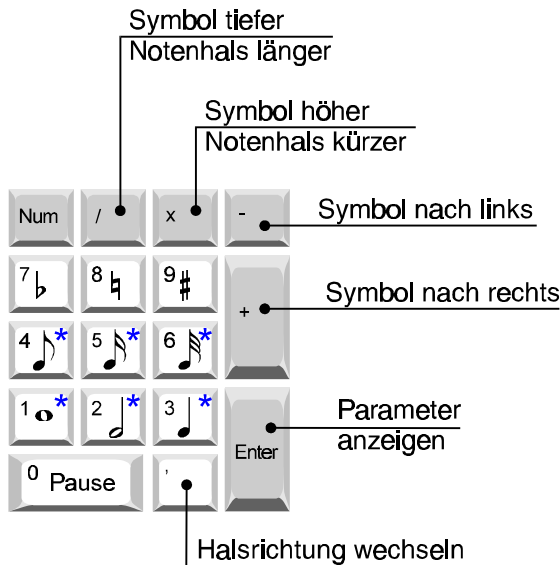 Symbol tiefer
Notenhals länger
Symbol höher
Notenhals kürzer
Num / x -
Symbol nach links
7 ♭ 8 ♮ 9 ♯
+
Symbol nach rechts
4 * 5 * 6 *
1 * 2 3 *
Enter
Parameter
anzeigen
0 Pause ,
Halsrichtung wechseln